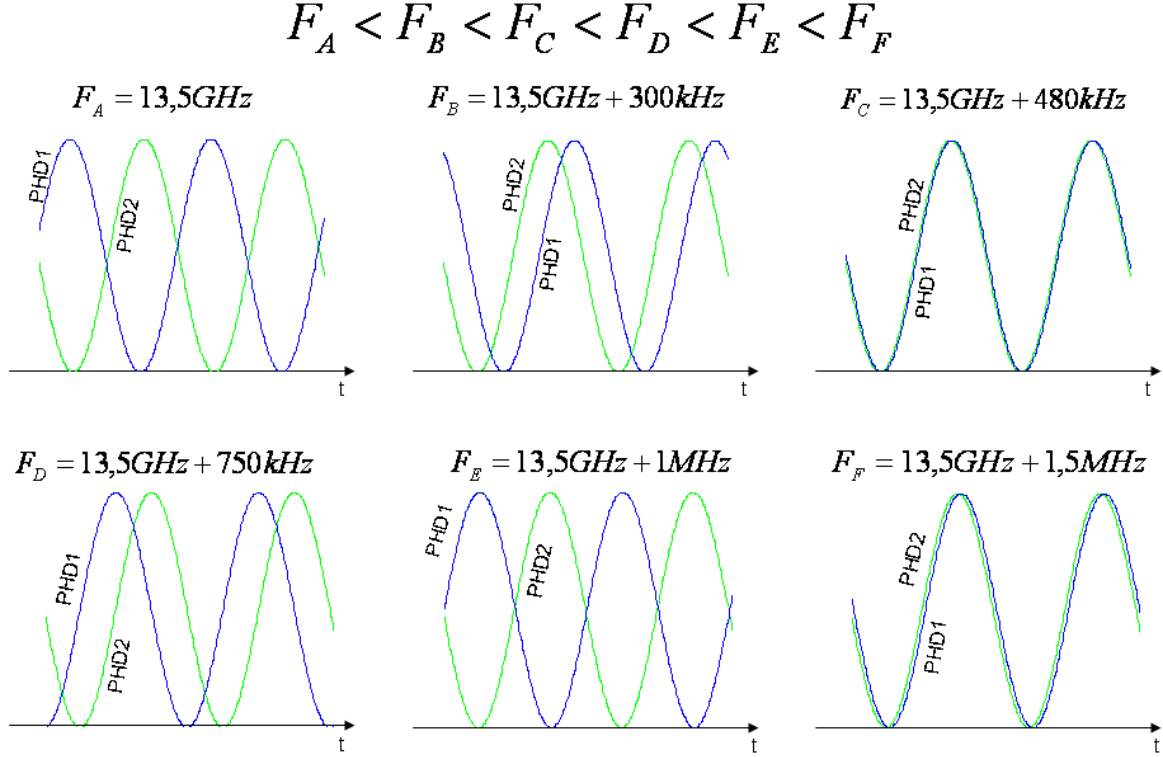 F_A < F_B < F_C < F_D < F_E < F_F
F_A = 13,5GHz
F_B = 13,5GHz + 300kHz
F_C = 13,5GHz + 480kHz
PHD1
PHD2
t
PHD2
PHD1
t
PHD2
PHD1
t
F_D = 13,5GHz + 750kHz
F_E = 13,5GHz + 1MHz
F_F = 13,5GHz + 1,5MHz
PHD1
PHD2
t
PHD1
PHD2
t
PHD2
PHD1
t